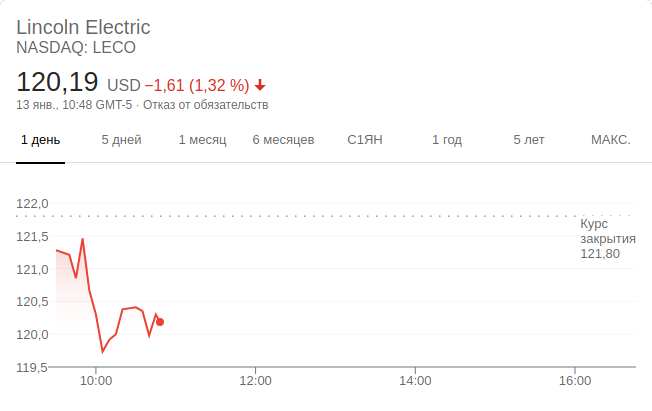 Lincoln Electric
NASDAQ: LECO
120,19 USD −1,61 (1,32 %)
13 янв., 10:48 GMT-5 · Отказ от обязательств
1 день 5 дней 1 месяц 6 месяцев С1ЯН 1 год 5 лет МАКС.
122,0
Курс
закрытия
121,80
121,5
121,0
120,5
120,0
119,5
10:00 12:00 14:00 16:00